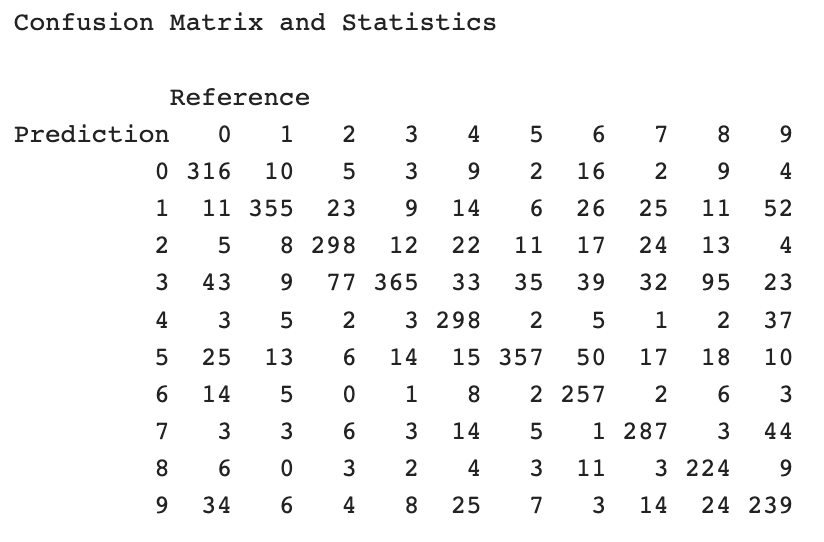 Confusion Matrix and Statistics
Reference
Prediction 0 1 2 3 4 5 6 7 8 9
0 316 10 5 3 9 2 16 2 9 4
1 11 355 23 9 14 6 26 25 11 52
2 5 8 298 12 22 11 17 24 13 4
3 43 9 77 365 33 35 39 32 95 23
4 3 5 2 3 298 2 5 1 2 37
5 25 13 6 14 15 357 50 17 18 10
6 14 5 0 1 8 2 257 2 6 3
7 3 3 6 3 14 5 1 287 3 44
8 6 0 3 2 4 3 11 3 224 9
9 34 6 4 8 25 7 3 14 24 239